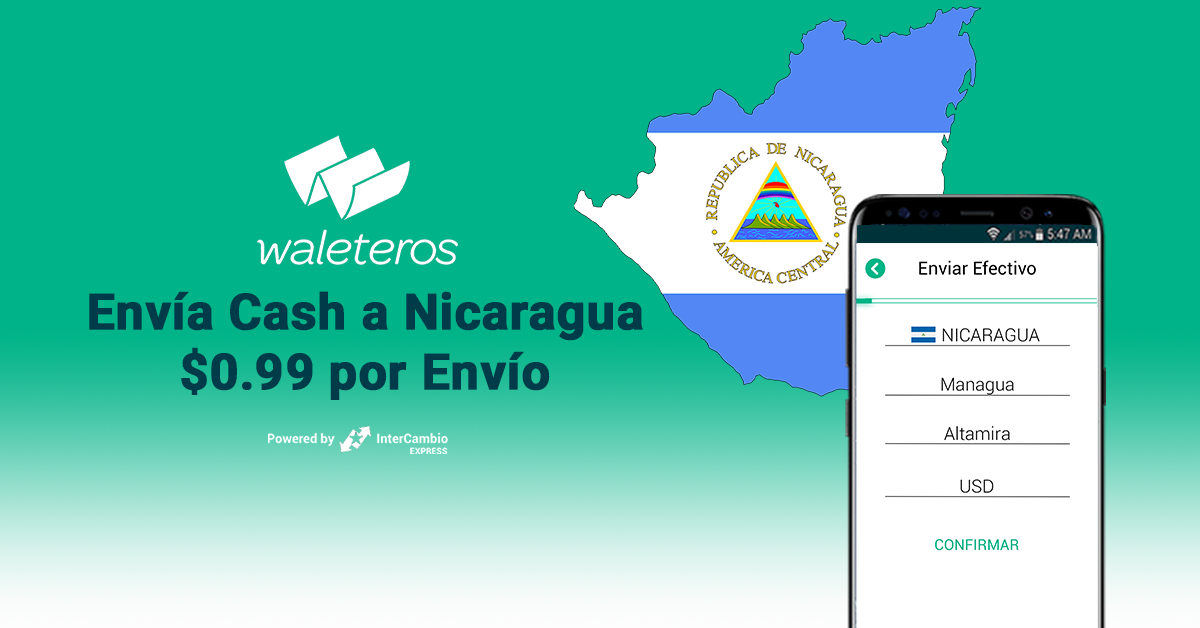 waleteros
Envía Cash a Nicaragua
$0.99 por Envío
Powered by InterCambio
EXPRESS
REPUBLICA DE NICARAGUA
AMERICA CENTRAL
57% 5:47 AM
Enviar Efectivo
NICARAGUA
Managua
Altamira
USD
CONFIRMAR